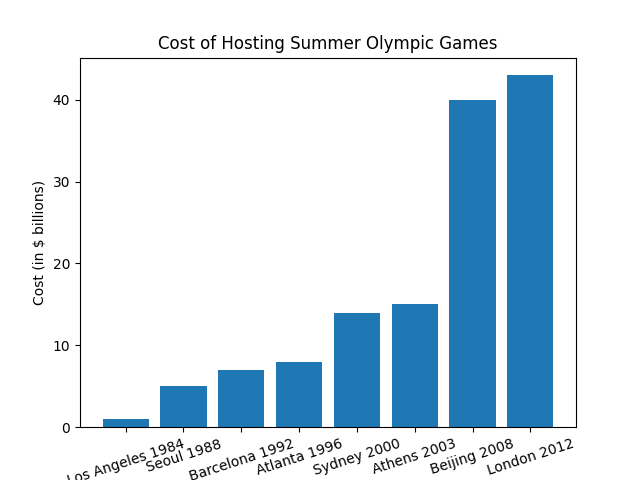 Cost of Hosting Summer Olympic Games
Cost (in $ billions)
40
30
20
10
0
Los Angeles 1984
Seoul 1988
Barcelona 1992
Atlanta 1996
Sydney 2000
Athens 2003
Beijing 2008
London 2012